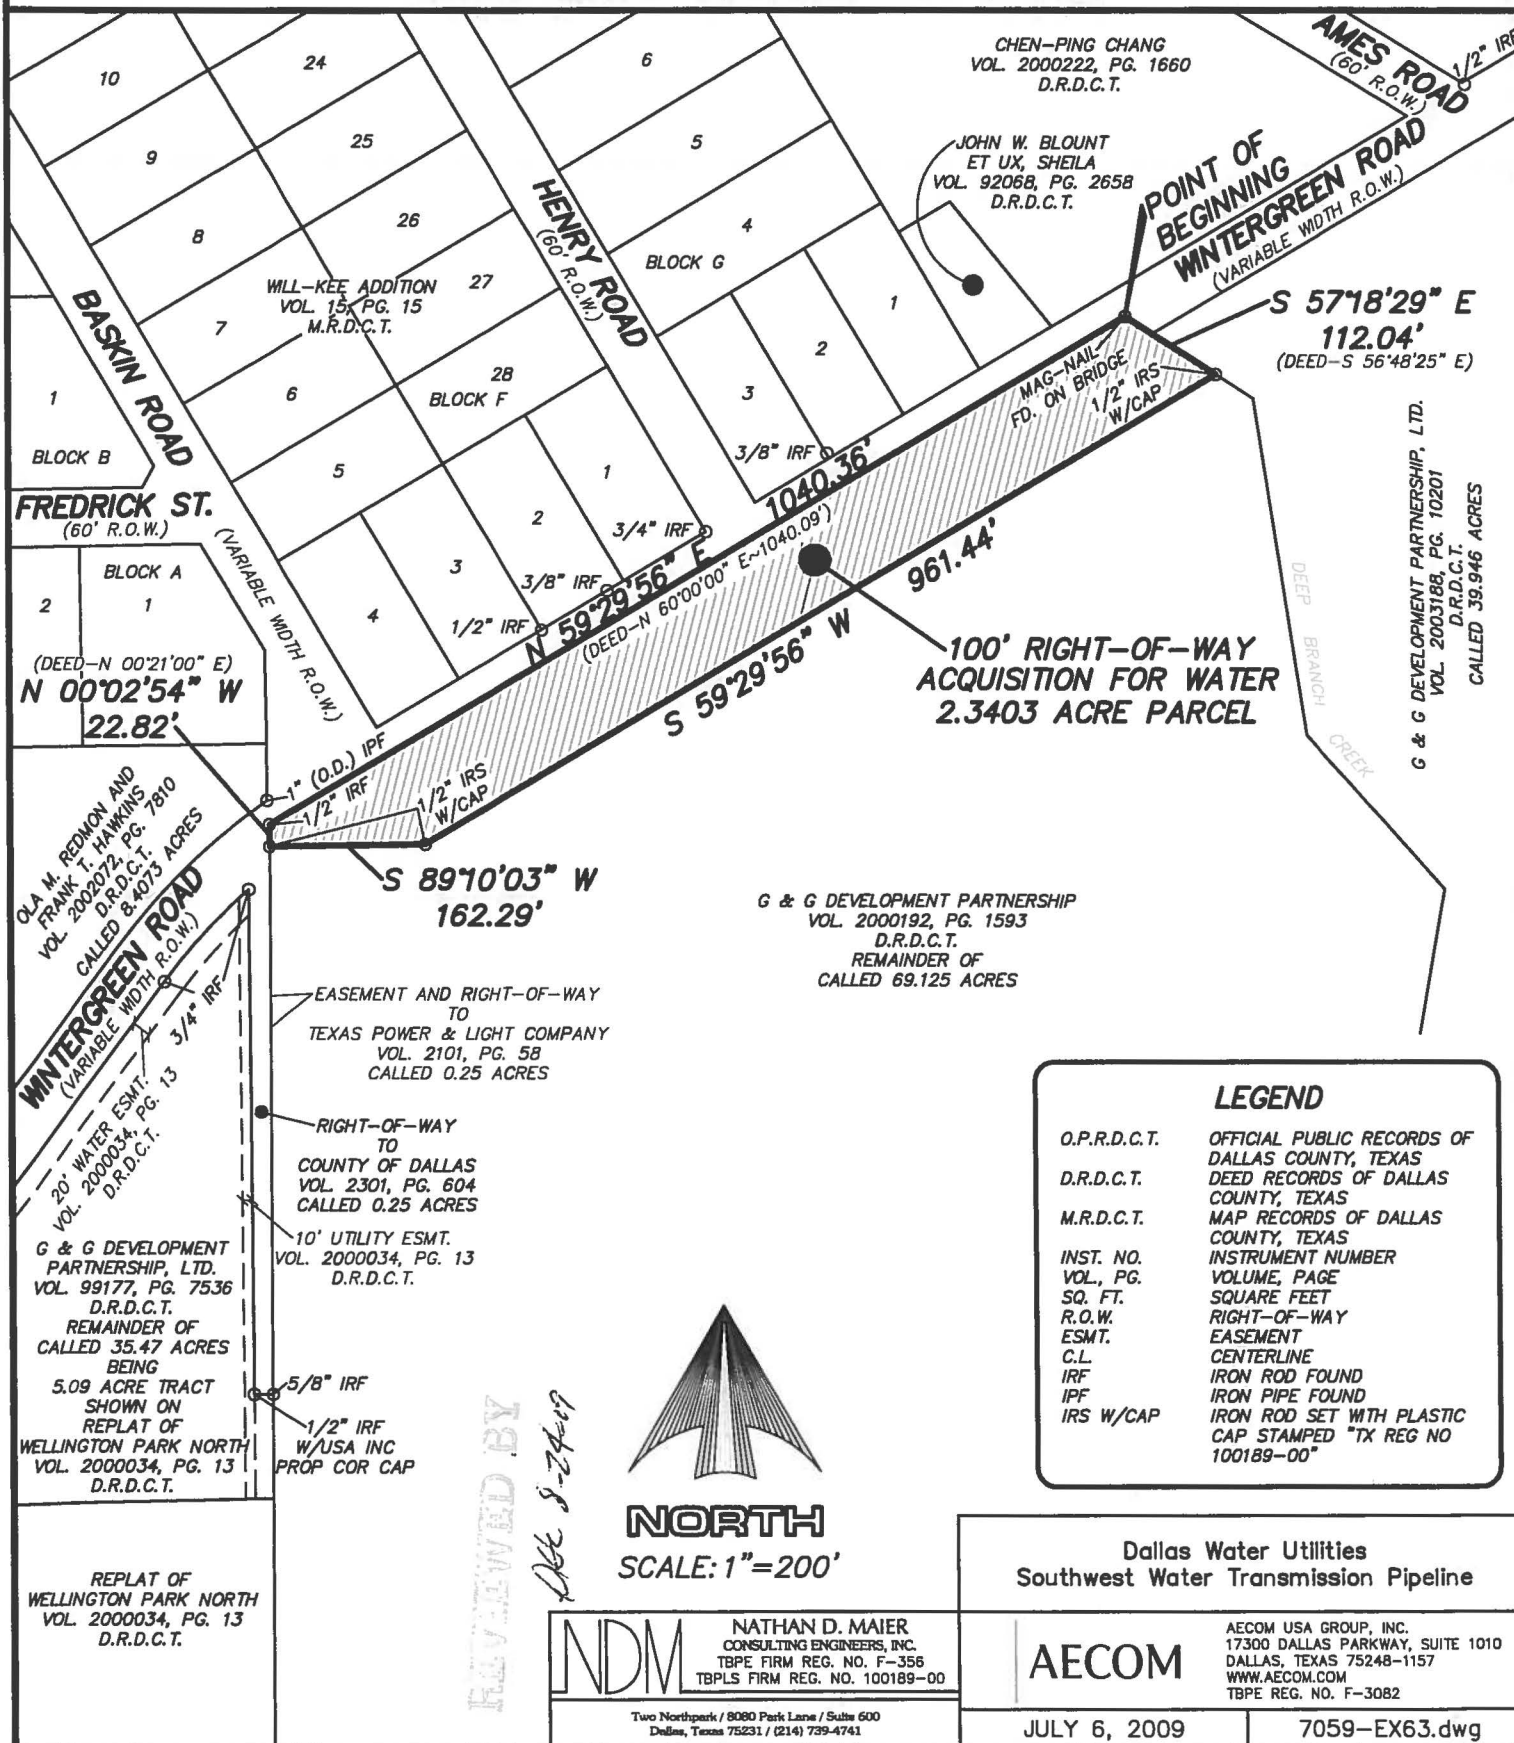 10
24
6
CHEN-PING CHANG
VOL. 2000222, PG. 1660
D.R.D.C.T.
AMES ROAD
(60' R.O.W.)
1/2" IRF
9
25
5
JOHN W. BLOUNT
ET UX, SHEILA
VOL. 92068, PG. 2658
D.R.D.C.T.
POINT OF
BEGINNING
WINTERGREEN ROAD
(VARIABLE WIDTH R.O.W.)
8
26
4
HENRY ROAD
(60' R.O.W.)
BLOCK G
WILL-KEE ADDITION
VOL. 15, PG. 15
M.R.D.C.T.
27
7
1
2
3
S 57°18'29" E
112.04'
(DEED-S 56°48'25" E)
BASKIN ROAD
1
BLOCK B
6
28
BLOCK F
MAG-NAIL
FD. ON BRIDGE
1/2" IRS
W/CAP
3/8" IRF
5
1
1040.36'
FREDRICK ST.
(60' R.O.W.)
(VARIABLE WIDTH R.O.W.)
2
3/4" IRF
3
3/8" IRF
N 59°29'56" E
(DEED-N 60°00'00" E~1040.09')
961.44'
S 59°29'56" W
BLOCK A
2
1
4
1/2" IRF
(DEED-N 00°21'00" E)
N 00°02'54" W
22.82'
100' RIGHT-OF-WAY
ACQUISITION FOR WATER
2.3403 ACRE PARCEL
DEEP BRANCH
CREEK
G & G DEVELOPMENT PARTNERSHIP, LTD.
VOL. 2003188, PG. 10201
D.R.D.C.T.
CALLED 39.946 ACRES
1" (O.D.) IPF
1/2" IRF
1/2" IRS
W/CAP
OLA M. REDMON AND
FRANK T. HAWKINS
VOL. 2002072, PG. 7810
D.R.D.C.T.
CALLED 8.4073 ACRES
S 89°10'03" W
162.29'
G & G DEVELOPMENT PARTNERSHIP
VOL. 2000192, PG. 1593
D.R.D.C.T.
REMAINDER OF
CALLED 69.125 ACRES
WINTERGREEN ROAD
(VARIABLE WIDTH R.O.W.)
3/4" IRF
20' WATER ESMT.
VOL. 2000034, PG. 13
D.R.D.C.T.
EASEMENT AND RIGHT-OF-WAY
TO
TEXAS POWER & LIGHT COMPANY
VOL. 2101, PG. 58
CALLED 0.25 ACRES
RIGHT-OF-WAY
TO
COUNTY OF DALLAS
VOL. 2301, PG. 604
CALLED 0.25 ACRES
10' UTILITY ESMT.
VOL. 2000034, PG. 13
D.R.D.C.T.
G & G DEVELOPMENT
PARTNERSHIP, LTD.
VOL. 99177, PG. 7536
D.R.D.C.T.
REMAINDER OF
CALLED 35.47 ACRES
BEING
5.09 ACRE TRACT
SHOWN ON
REPLAT OF
WELLINGTON PARK NORTH
VOL. 2000034, PG. 13
D.R.D.C.T.
5/8" IRF
1/2" IRF
W/USA INC
PROP COR CAP
REPLAT OF
WELLINGTON PARK NORTH
VOL. 2000034, PG. 13
D.R.D.C.T.
LEGEND
O.P.R.D.C.T. OFFICIAL PUBLIC RECORDS OF
DALLAS COUNTY, TEXAS
D.R.D.C.T. DEED RECORDS OF DALLAS
COUNTY, TEXAS
M.R.D.C.T. MAP RECORDS OF DALLAS
COUNTY, TEXAS
INST. NO. INSTRUMENT NUMBER
VOL., PG. VOLUME, PAGE
SQ. FT. SQUARE FEET
R.O.W. RIGHT-OF-WAY
ESMT. EASEMENT
C.L. CENTERLINE
IRF IRON ROD FOUND
IPF IRON PIPE FOUND
IRS W/CAP IRON ROD SET WITH PLASTIC
CAP STAMPED "TX REG NO
100189-00"
REVIEWED BY
8-24-09
NORTH
SCALE: 1"=200'
Dallas Water Utilities
Southwest Water Transmission Pipeline
NDM
NATHAN D. MAIER
CONSULTING ENGINEERS, INC.
TBPE FIRM REG. NO. F-356
TBPLS FIRM REG. NO. 100189-00
Two Northpark / 8080 Park Lane / Suite 600
Dallas, Texas 75231 / (214) 739-4741
AECOM
AECOM USA GROUP, INC.
17300 DALLAS PARKWAY, SUITE 1010
DALLAS, TEXAS 75248-1157
WWW.AECOM.COM
TBPE REG. NO. F-3082
JULY 6, 2009
7059-EX63.dwg